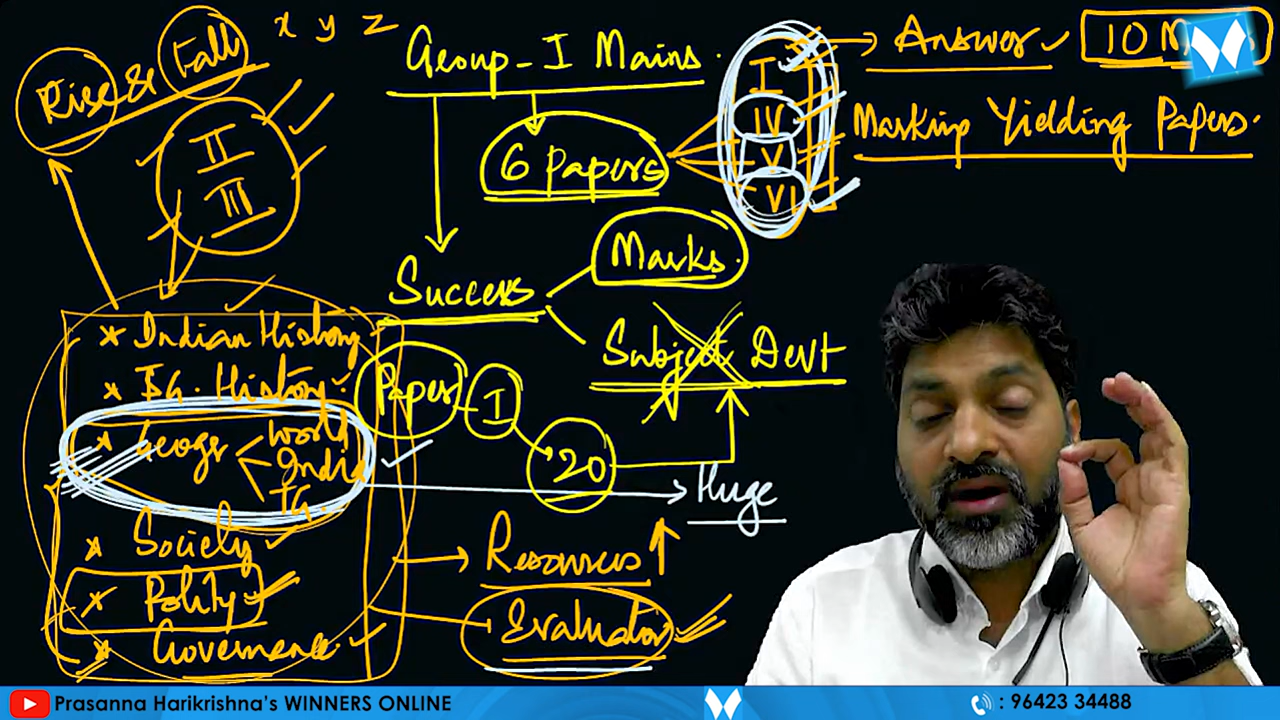 x y z
Rise & Fall
II
III
Group - I Mains.
6 papers
I
IV
V
VI
→ Answer
10 M
Marking Yielding Papers.
Success
Marks.
Subject Devt
* Indian History
* TG. History
* Geogr
World
India
TG.
* Society
* Polity
* Governance
Paper - I
20
→ Huge
→ Resources ↑
Evaluator
Prasanna Harikrishna's WINNERS ONLINE
: 96423 34488